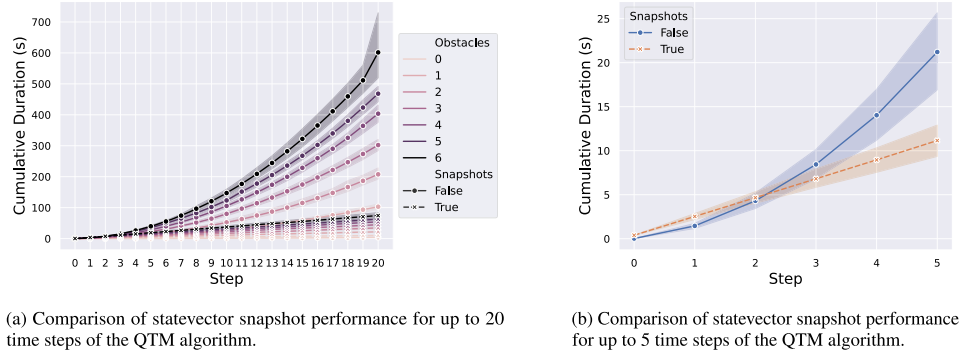 700
600
500
400
300
200
100
0
Cumulative Duration (s)
0 1 2 3 4 5 6 7 8 9 10 11 12 13 14 15 16 17 18 19 20
Step
Obstacles
0
1
2
3
4
5
6
Snapshots
False
True
(a) Comparison of statevector snapshot performance for up to 20
time steps of the QTM algorithm.
25
20
15
10
5
0
Cumulative Duration (s)
Snapshots
False
True
0 1 2 3 4 5
Step
(b) Comparison of statevector snapshot performance
for up to 5 time steps of the QTM algorithm.